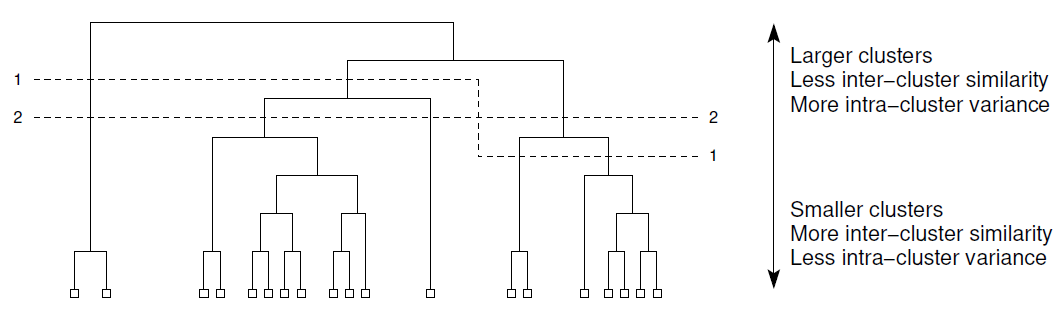 1
2
2
1
Larger clusters
Less inter−cluster similarity
More intra−cluster variance
Smaller clusters
More inter−cluster similarity
Less intra−cluster variance